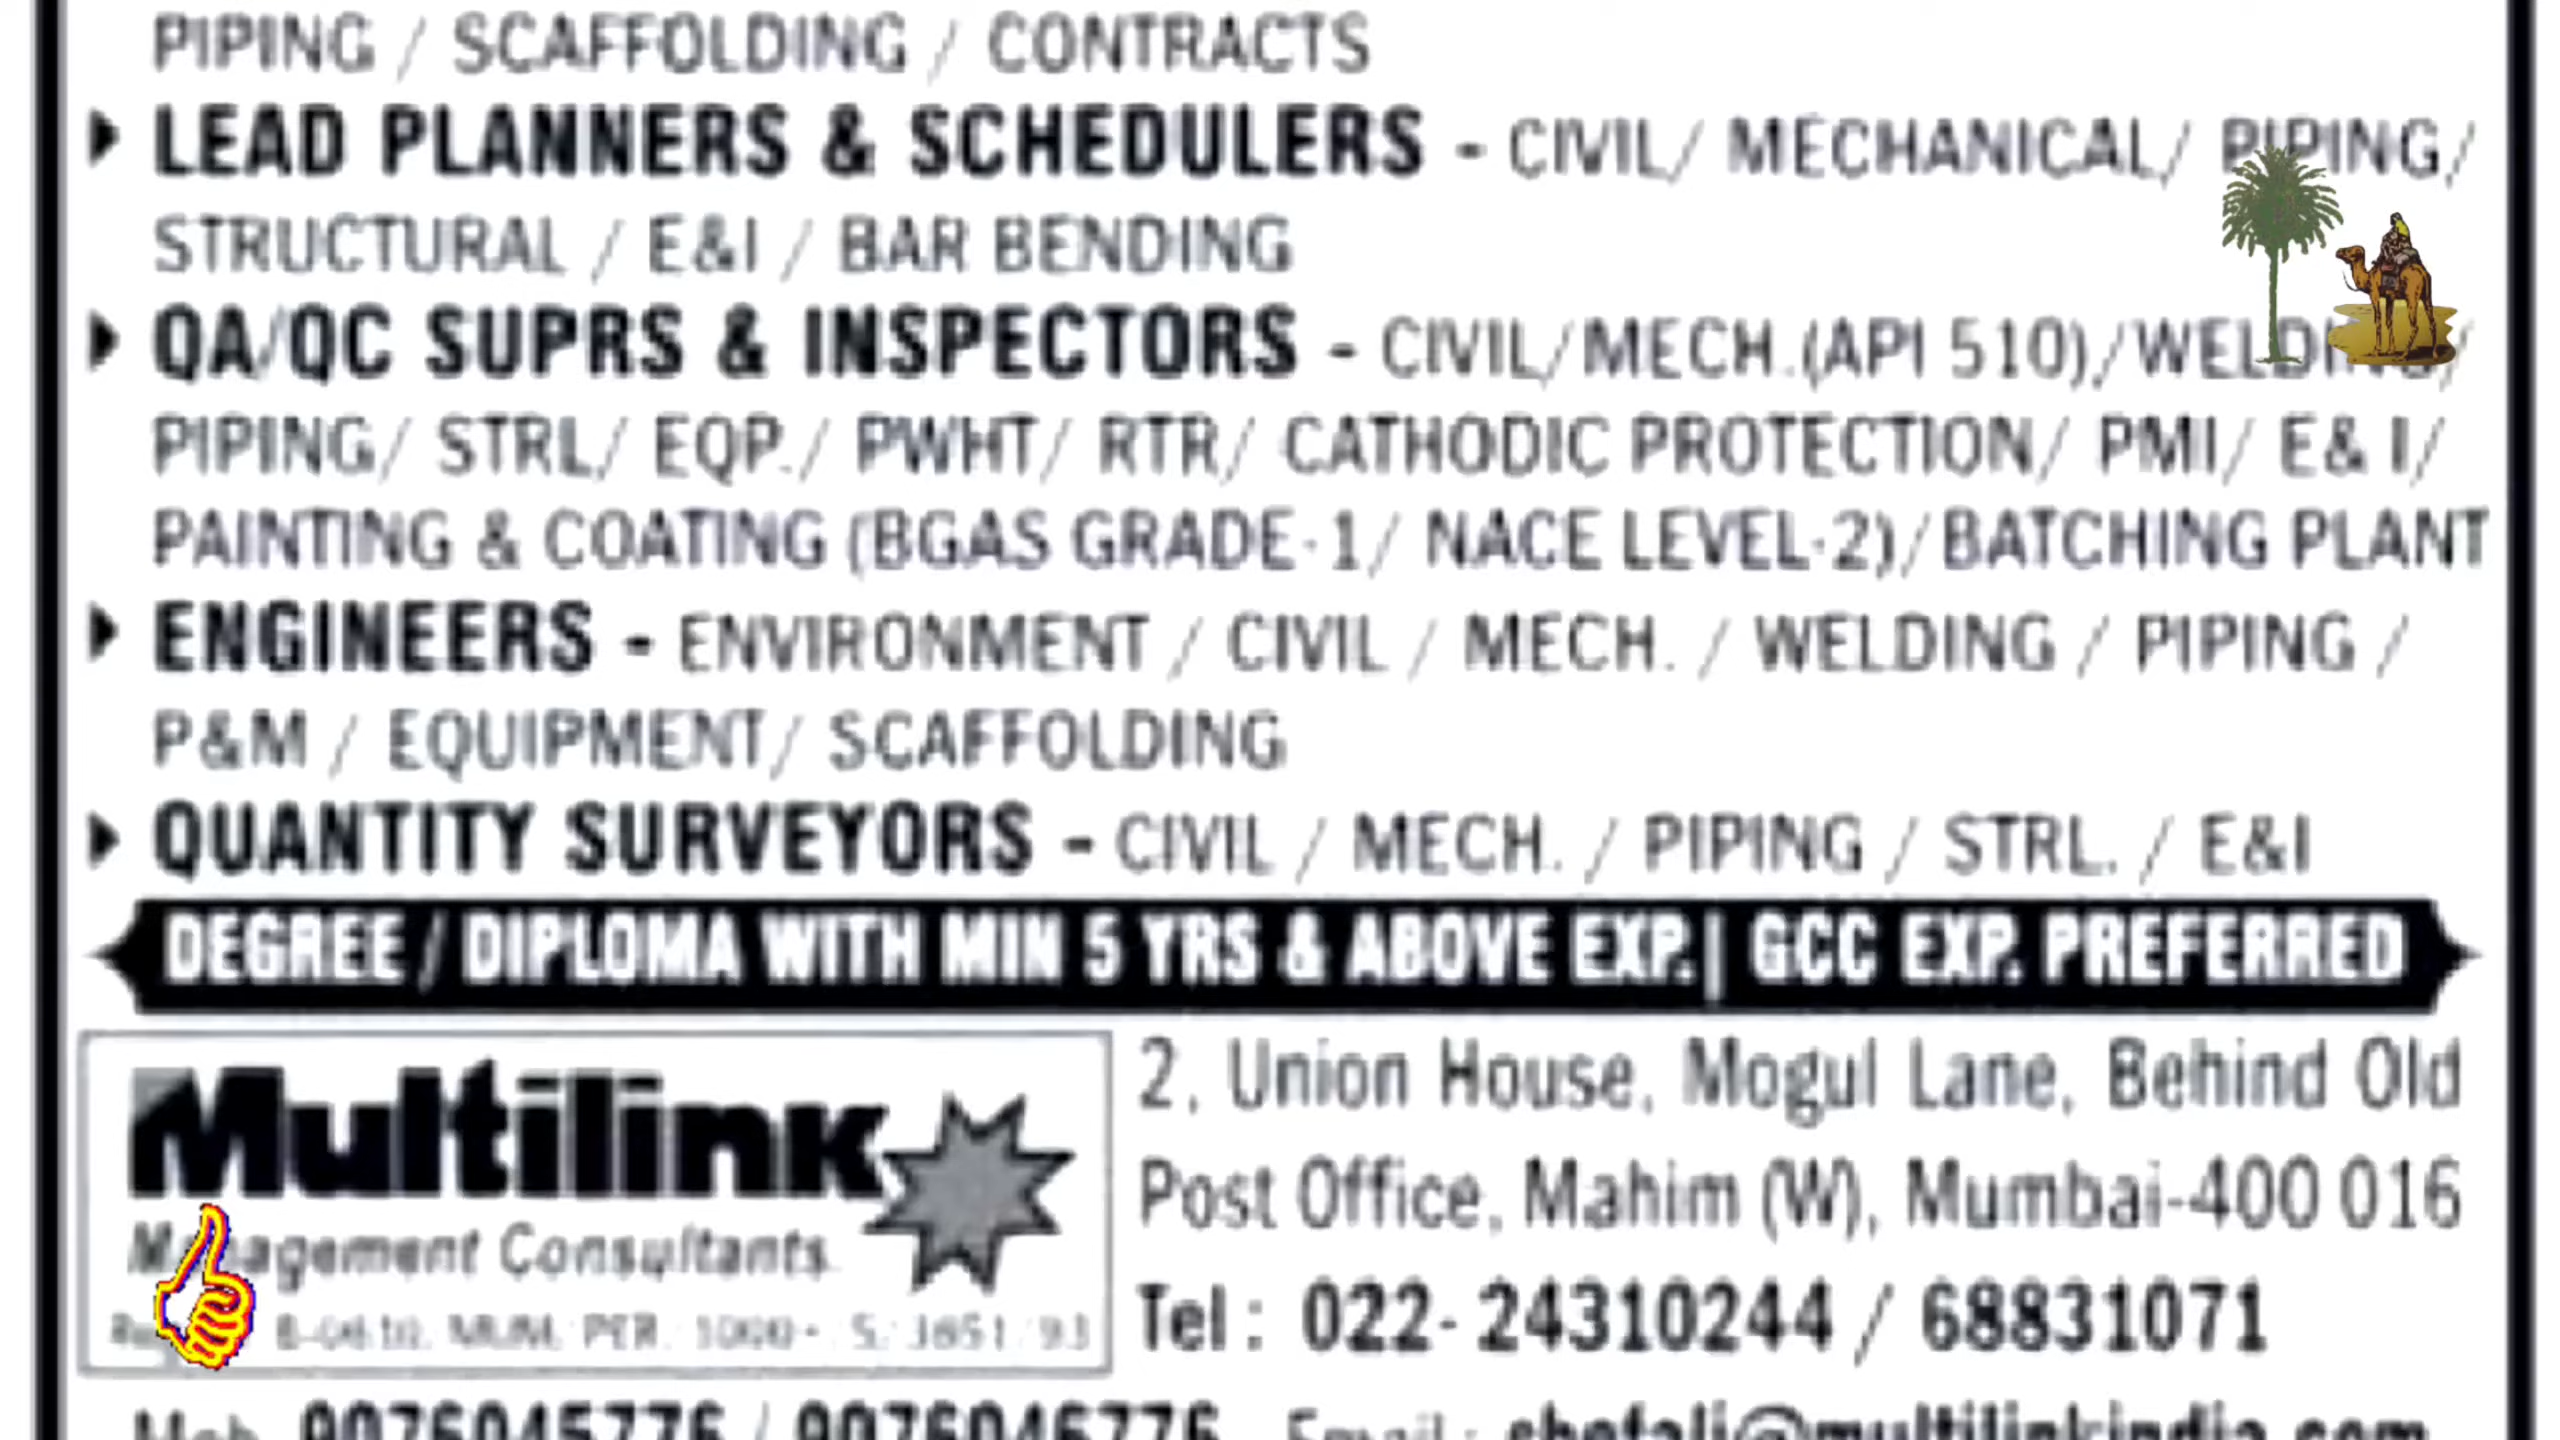 PIPING / SCAFFOLDING / CONTRACTS
LEAD PLANNERS & SCHEDULERS - CIVIL/ MECHANICAL/ PIPING/
STRUCTURAL / E&I / BAR BENDING
QA/QC SUPRS & INSPECTORS - CIVIL/MECH.(API 510)/WELDING/
PIPING/ STRL/ EQP./ PWHT/ RTR/ CATHODIC PROTECTION/ PMI/ E& I/
PAINTING & COATING (BGAS GRADE-1/ NACE LEVEL-2)/BATCHING PLANT
ENGINEERS - ENVIRONMENT / CIVIL / MECH. / WELDING / PIPING /
P&M / EQUIPMENT/ SCAFFOLDING
QUANTITY SURVEYORS - CIVIL / MECH. / PIPING / STRL. / E&I
DEGREE / DIPLOMA WITH MIN 5 YRS & ABOVE EXP.| GCC EXP. PREFERRED
Multilink
Management Consultants
2, Union House, Mogul Lane, Behind Old
Post Office, Mahim (W), Mumbai-400 016
Tel : 022- 24310244 / 68831071
Mob. Email :